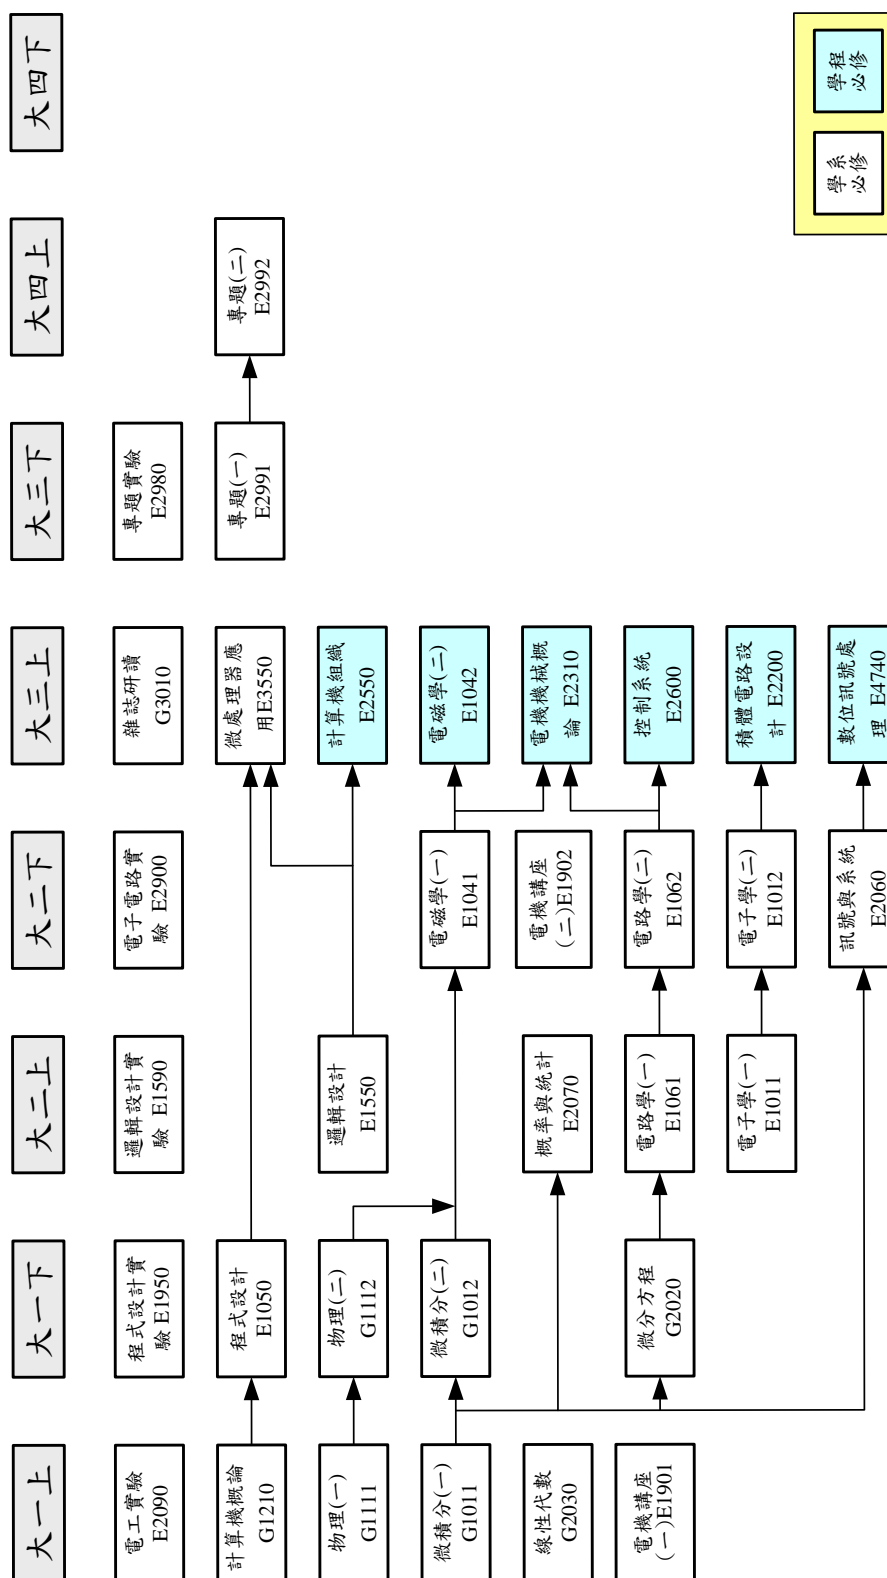 大一上
大一下
大二上
大二下
大三上
大三下
大四上
大四下
電工實驗
E2090
程式設計實
驗 E1950
邏輯設計實
驗 E1590
電子電路實
驗 E2900
雜誌研讀
G3010
專題實驗
E2980
計算機概論
G1210
程式設計
E1050
微處理器應
用E3550
專題(一)
E2991
專題(二)
E2992
物理(一)
G1111
物理(二)
G1112
邏輯設計
E1550
計算機組織
E2550
微積分(一)
G1011
微積分(二)
G1012
電磁學(一)
E1041
電磁學(二)
E1042
線性代數
G2030
概率與統計
E2070
電機講座
(二)E1902
電機機械概
論 E2310
電機講座
(一)E1901
微分方程
G2020
電路學(一)
E1061
電路學(二)
E1062
控制系統
E2600
電子學(一)
E1011
電子學(二)
E1012
積體電路設
計 E2200
訊號與系統
E2060
數位訊號處
理 E4740
學系
必修
學程
必修